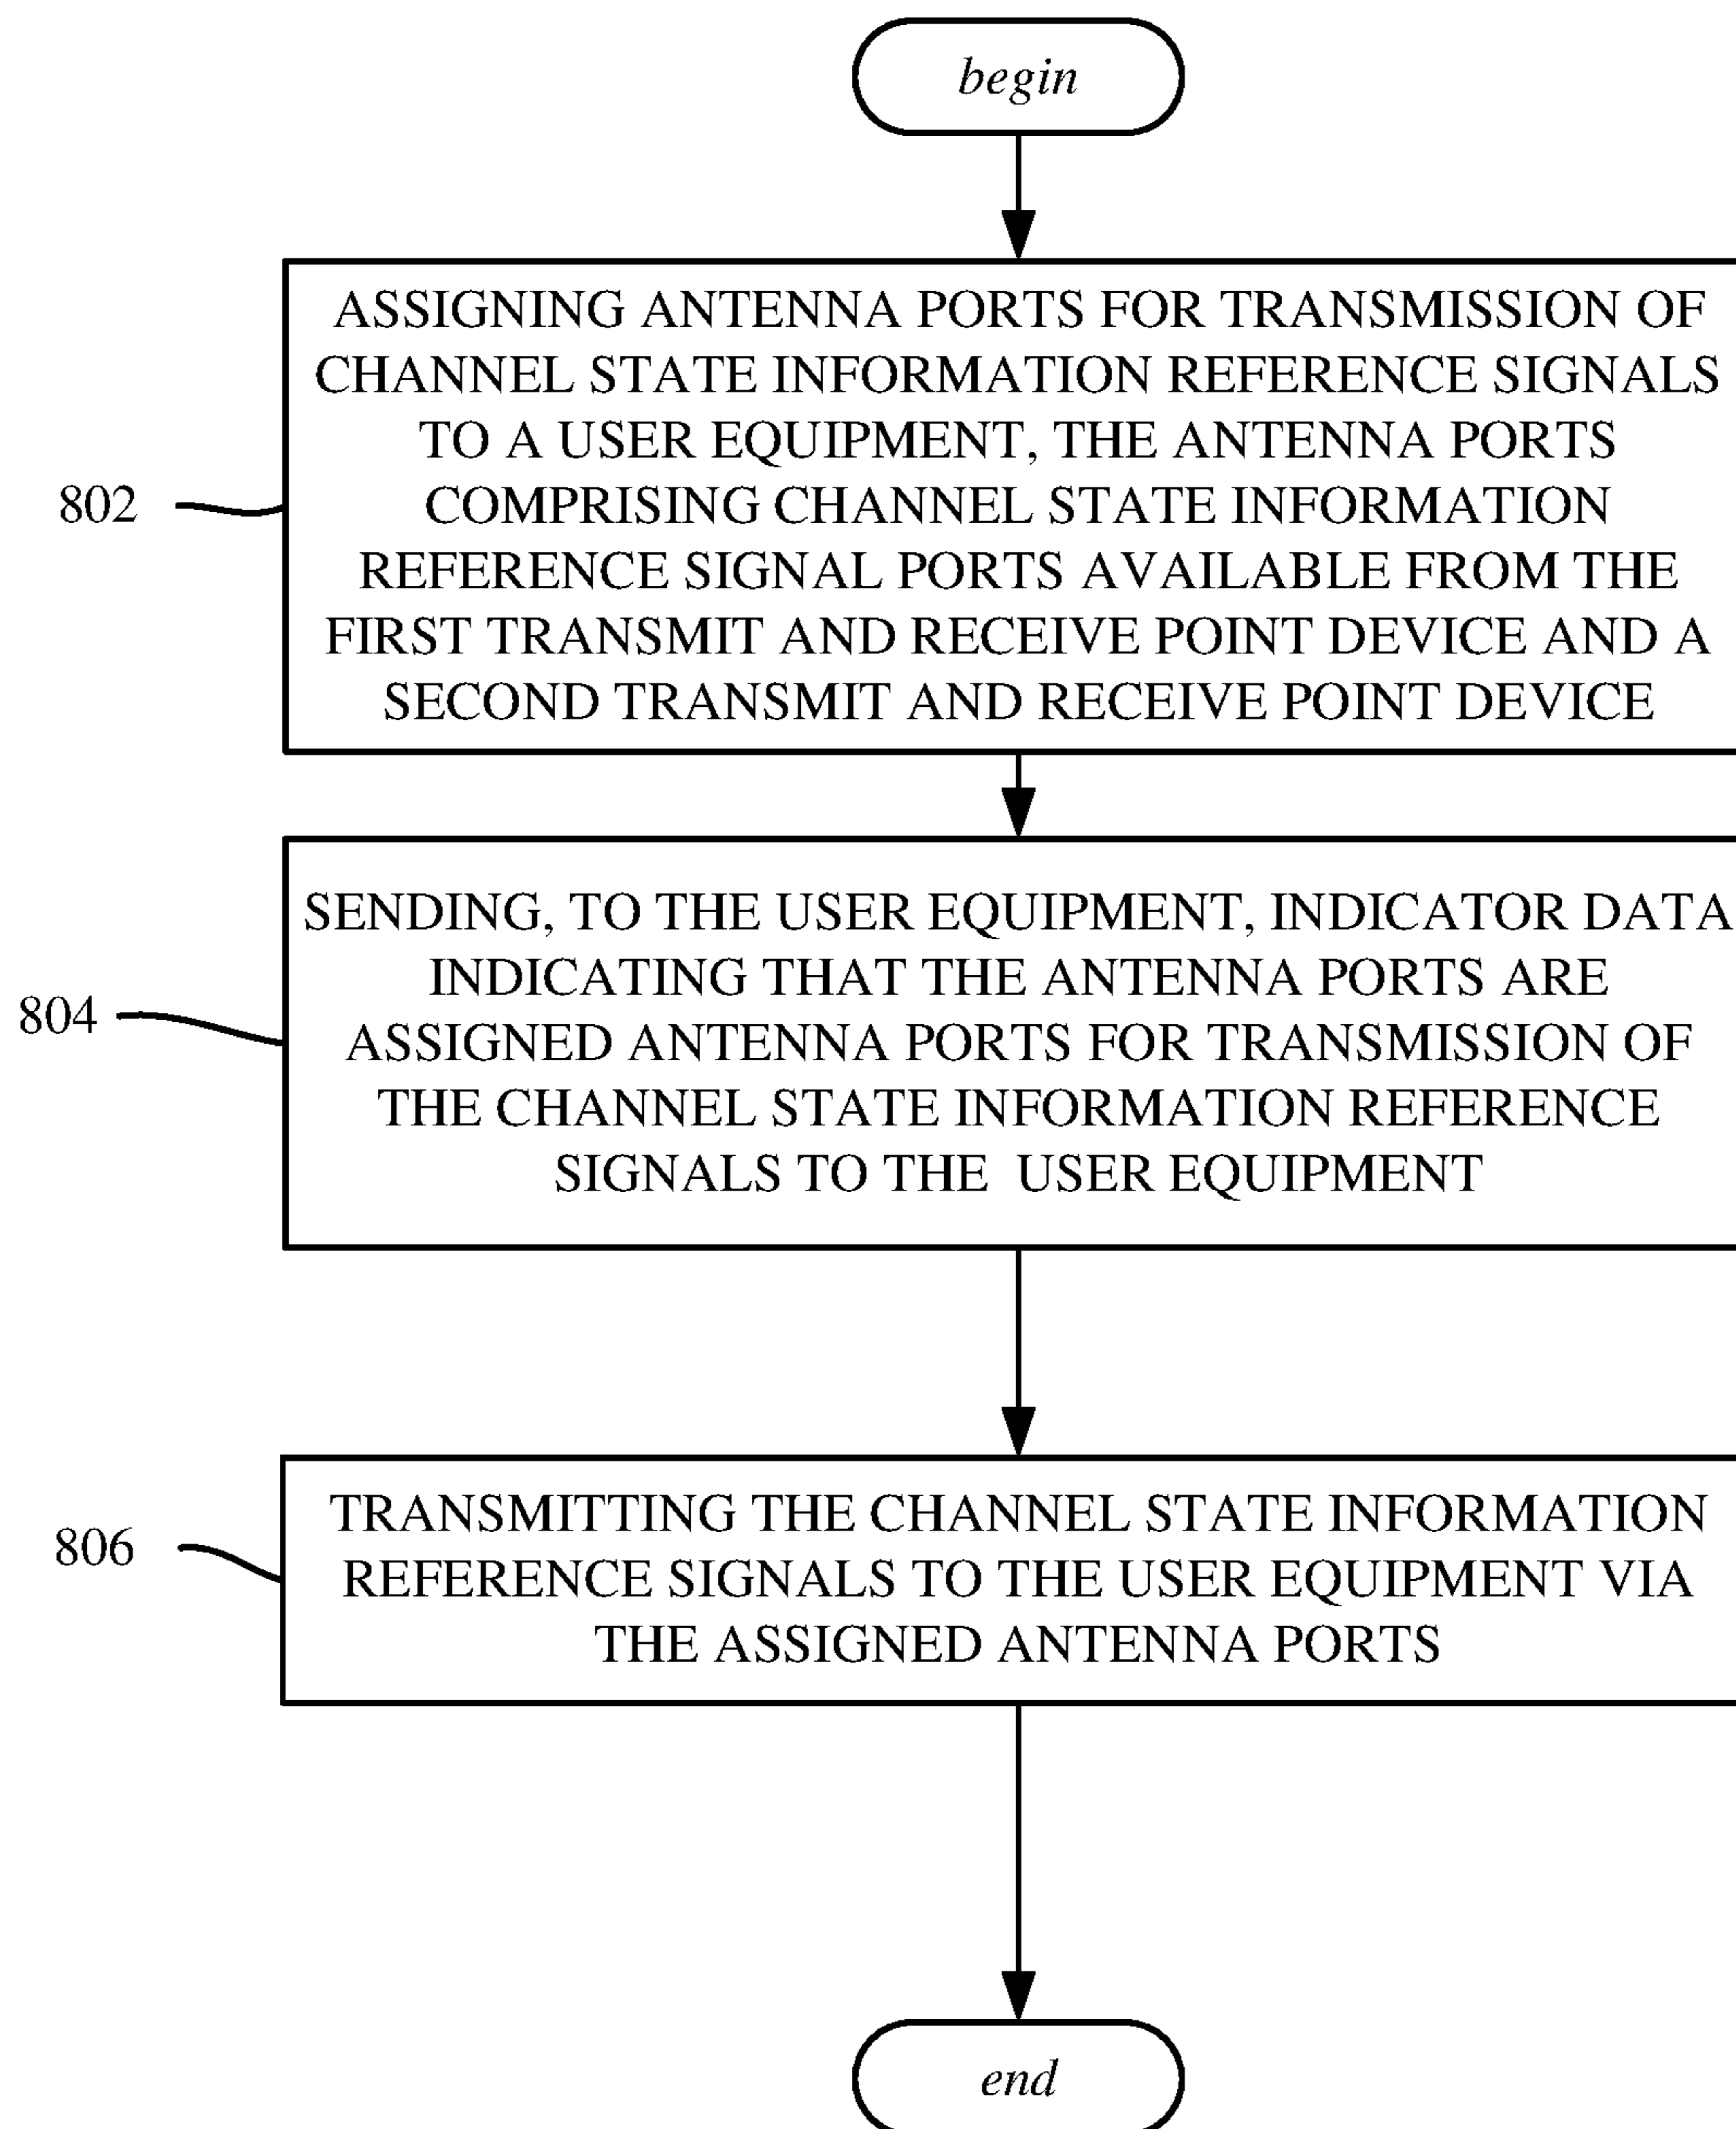 begin
ASSIGNING ANTENNA PORTS FOR TRANSMISSION OF
CHANNEL STATE INFORMATION REFERENCE SIGNALS
TO A USER EQUIPMENT, THE ANTENNA PORTS
802
COMPRISING CHANNEL STATE INFORMATION
REFERENCE SIGNAL PORTS AVAILABLE FROM THE
FIRST TRANSMIT AND RECEIVE POINT DEVICE AND A
SECOND TRANSMIT AND RECEIVE POINT DEVICE
SENDING, TO THE USER EQUIPMENT, INDICATOR DATA
INDICATING THAT THE ANTENNA PORTS ARE
804
ASSIGNED ANTENNA PORTS FOR TRANSMISSION OF
THE CHANNEL STATE INFORMATION REFERENCE
SIGNALS TO THE  USER EQUIPMENT
TRANSMITTING THE CHANNEL STATE INFORMATION
806
REFERENCE SIGNALS TO THE USER EQUIPMENT VIA
THE ASSIGNED ANTENNA PORTS
end